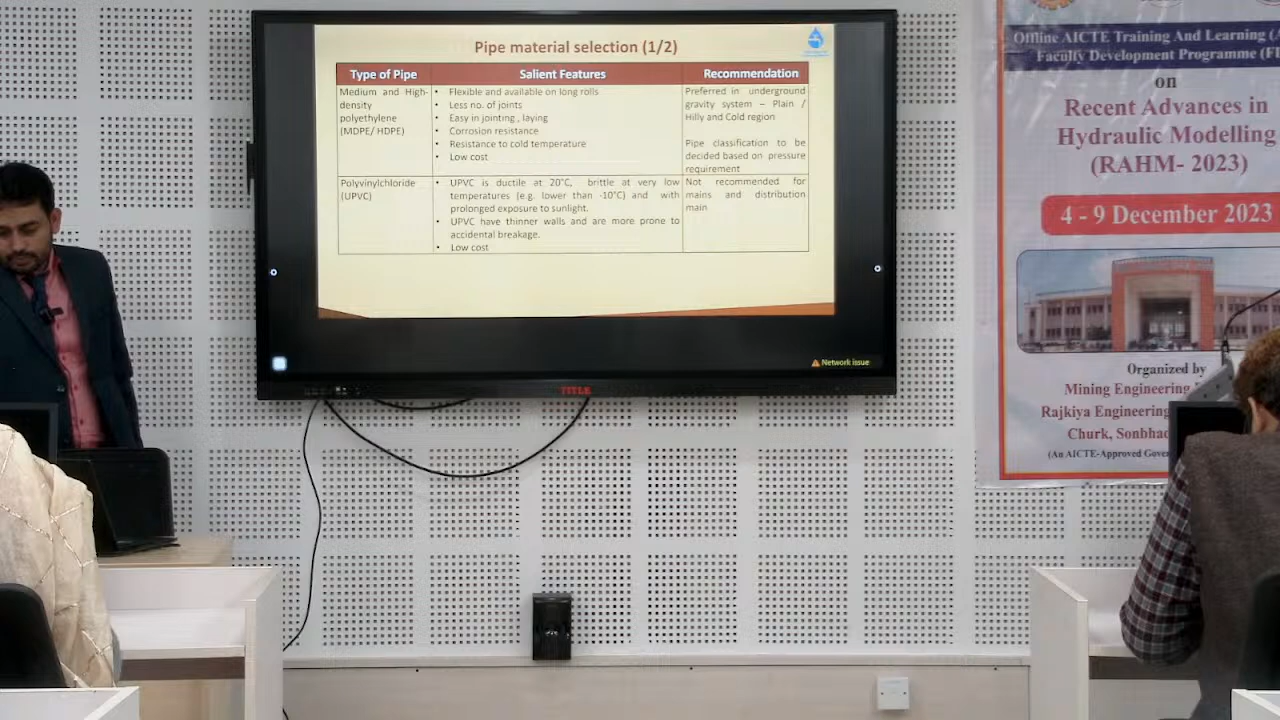 Pipe material selection (1/2)
Type of Pipe
Salient Features
Recommendation
Medium and High-
density
polyethylene
(MDPE/ HDPE)
• Flexible and available on long rolls
• Less no. of joints
• Easy in jointing , laying
• Corrosion resistance
• Resistance to cold temperature
• Low cost
Preferred in underground
gravity system – Plain /
Hilly and Cold region
Pipe classification to be
decided based on pressure
requirement
Polyvinylchloride
(UPVC)
• UPVC is ductile at 20°C, brittle at very low
temperatures (e.g. lower than -10°C) and with
prolonged exposure to sunlight.
• UPVC have thinner walls and are more prone to
accidental breakage.
• Low cost
Not recommended for
mains and distribution
main
Network issue
TITLE
Offline AICTE Training And Learning
Faculty Development Programme
on
Recent Advances in
Hydraulic Modelling
(RAHM- 2023)
4 - 9 December 2023
Organized by
Mining Engineering
Rajkiya Engineering
Churk,
(An AICTE-Approved